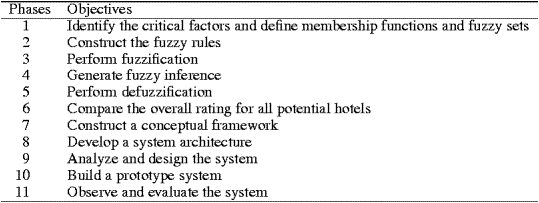 Phases Objectives
1 Identify the critical factors and define membership functions and fuzzy sets
2 Construct the fuzzy rules
3 Perform fuzzification
4 Generate fuzzy inference
5 Perform defuzzification
6 Compare the overall rating for all potential hotels
7 Construct a conceptual framework
8 Develop a system architecture
9 Analyze and design the system
10 Build a prototype system
11 Observe and evaluate the system